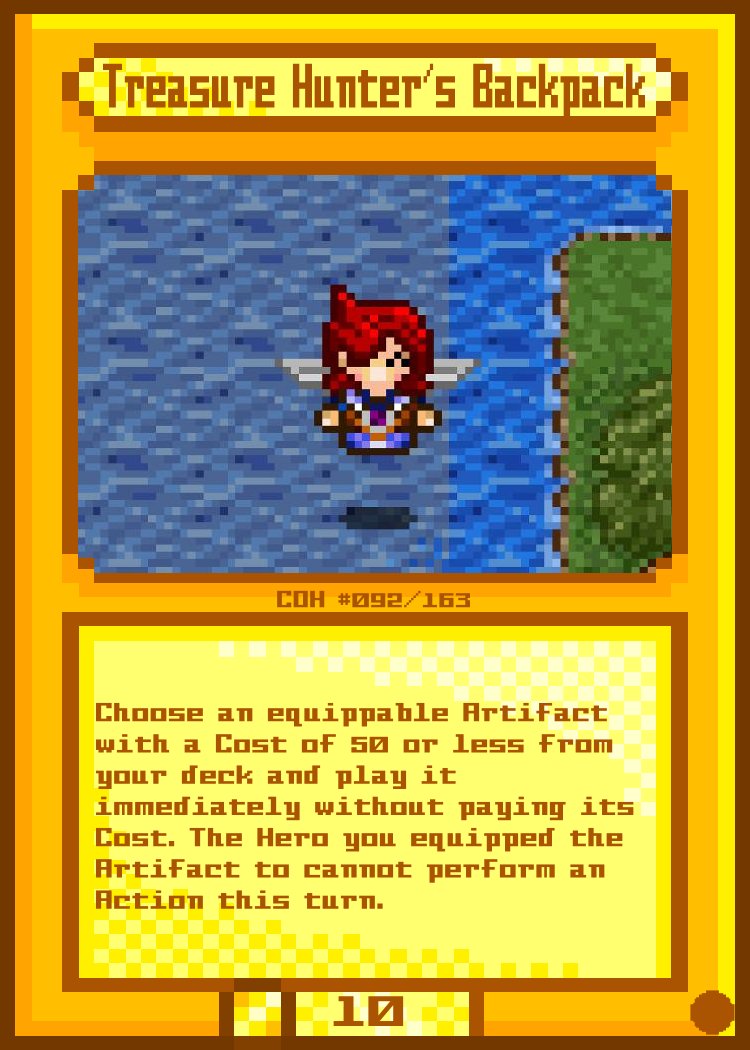 Treasure Hunter's Backpack
COH #092/163
Choose an equippable Artifact
with a Cost of 50 or less from
your deck and play it
immediately without paying its
Cost. The Hero you equipped the
Artifact to cannot perform an
Action this turn.
10